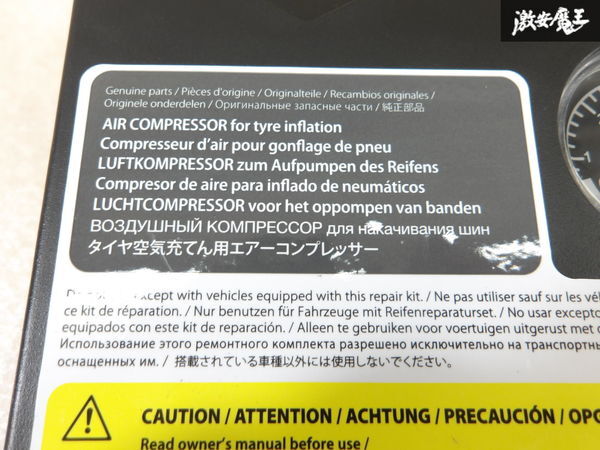 激安魔王
Genuine parts / Pièces d'origine / Originalteile / Recambios originales /
Originele onderdelen / Оригинальные запасные части / 純正部品
AIR COMPRESSOR for tyre inflation
Compresseur d'air pour gonflage de pneu
LUFTKOMPRESSOR zum Aufpumpen des Reifens
Compresor de aire para inflado de neumáticos
LUCHTCOMPRESSOR voor het oppompen van banden
ВОЗДУШНЫЙ КОМПРЕССОР для накачивания шин
タイヤ空気充てん用エアーコンプレッサー
except with vehicles equipped with this repair kit. / Ne pas utiliser sauf sur les
ce kit de réparation. / Nur benutzen für Fahrzeuge mit Reifenreparaturset. / No usar
equipados con este kit de reparación. / Alleen te gebruiken voor voertuigen uitgerust met
Использование этого ремонтного комплекта разрешено исключительно на
оснащенных им. / 搭載されている車種以外には使用しないでください。
CAUTION / ATTENTION / ACHTUNG / PRECAUCIÓN /
Read owner's manual before use /